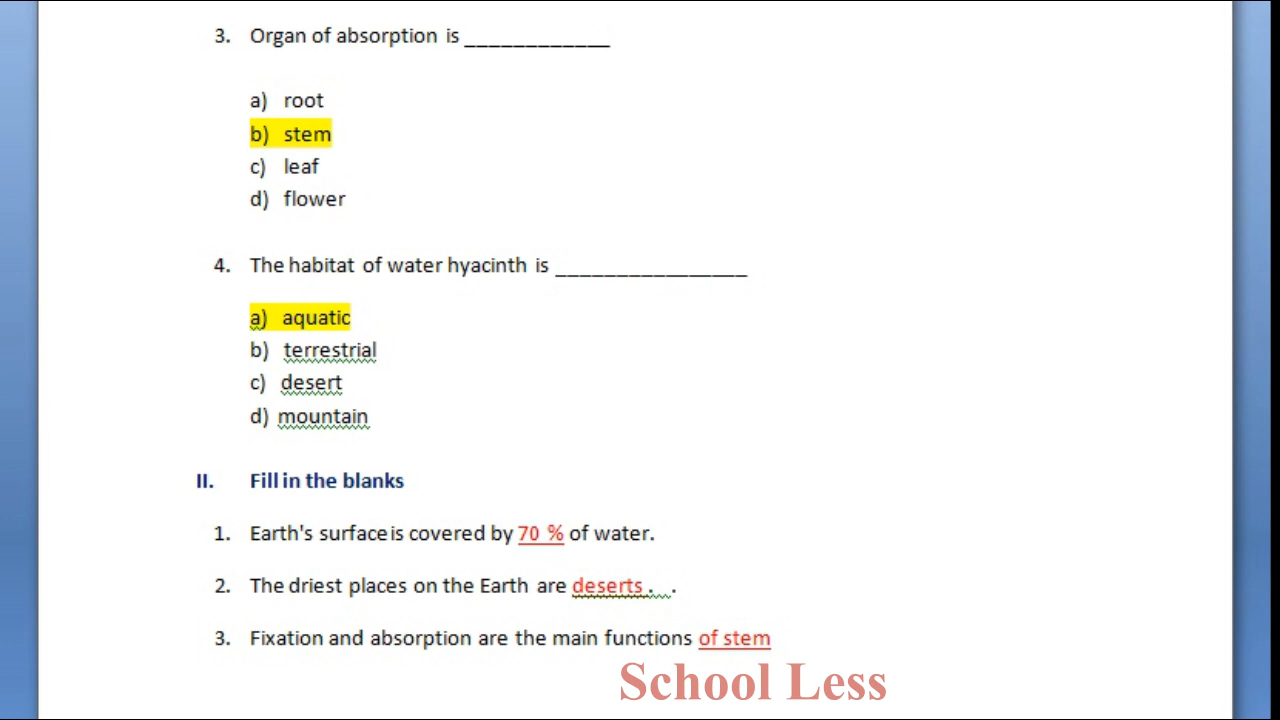 3. Organ of absorption is ____________
a) root
b) stem
c) leaf
d) flower
4. The habitat of water hyacinth is ________________
a) aquatic
b) terrestrial
c) desert
d) mountain
II. Fill in the blanks
1. Earth's surface is covered by 70 % of water.
2. The driest places on the Earth are deserts . .
3. Fixation and absorption are the main functions of stem
School Less